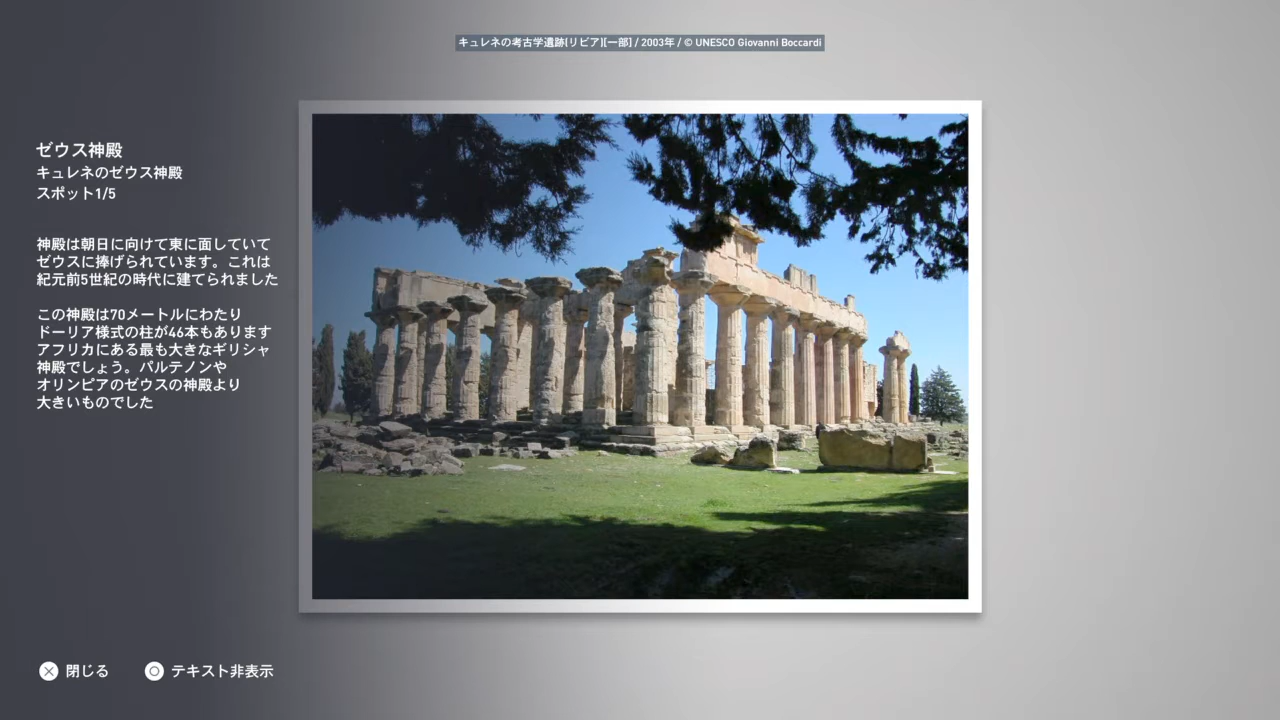 キュレネの考古学遺跡[リビア][一部] / 2003年 / © UNESCO Giovanni Boccardi
ゼウス神殿
キュレネのゼウス神殿
スポット1/5
神殿は朝日に向けて東に面していて
ゼウスに捧げられています。これは
紀元前5世紀の時代に建てられました
この神殿は70メートルにわたり
ドーリア様式の柱が46本もあります
アフリカにある最も大きなギリシャ
神殿でしょう。パルテノンや
オリンピアのゼウスの神殿より
大きいものでした
閉じる
テキスト非表示